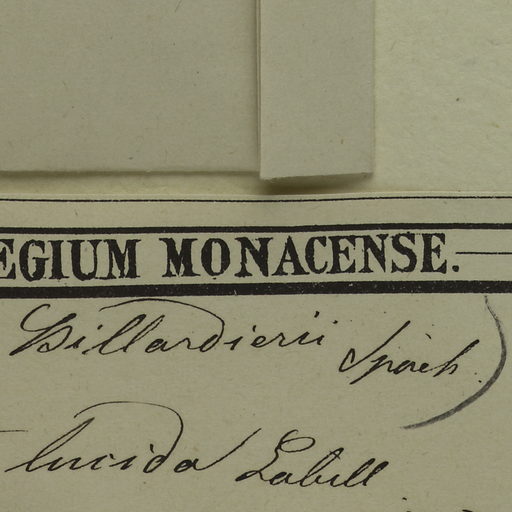 EGIUM MONACENSE.
Billardierii Spach)
lucida Labill